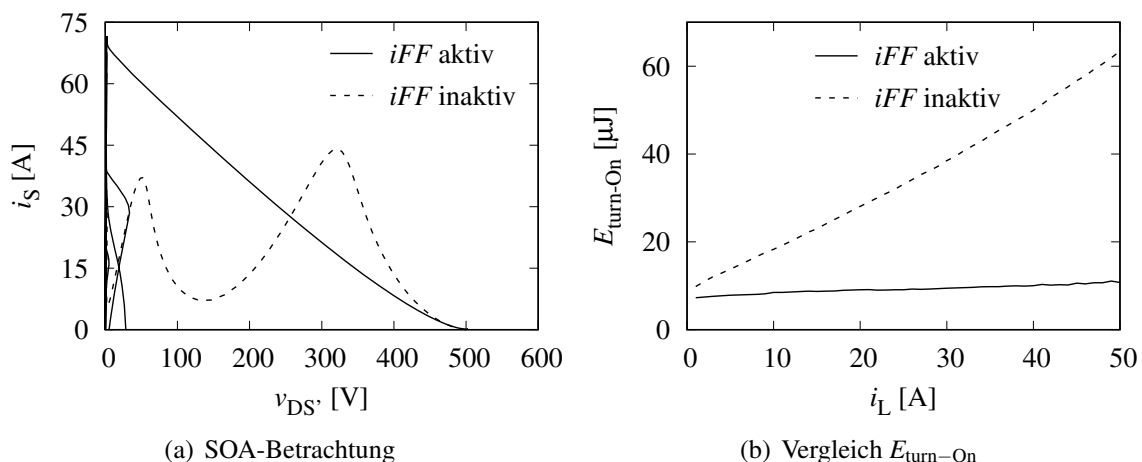 75
60
45
30
15
0
i_S [A]
iFF aktiv
iFF inaktiv
0 100 200 300 400 500 600
v_DS, [V]
(a) SOA-Betrachtung
60
40
20
0
E_turn-On [µJ]
iFF aktiv
iFF inaktiv
0 10 20 30 40 50
i_L [A]
(b) Vergleich E_turn−On